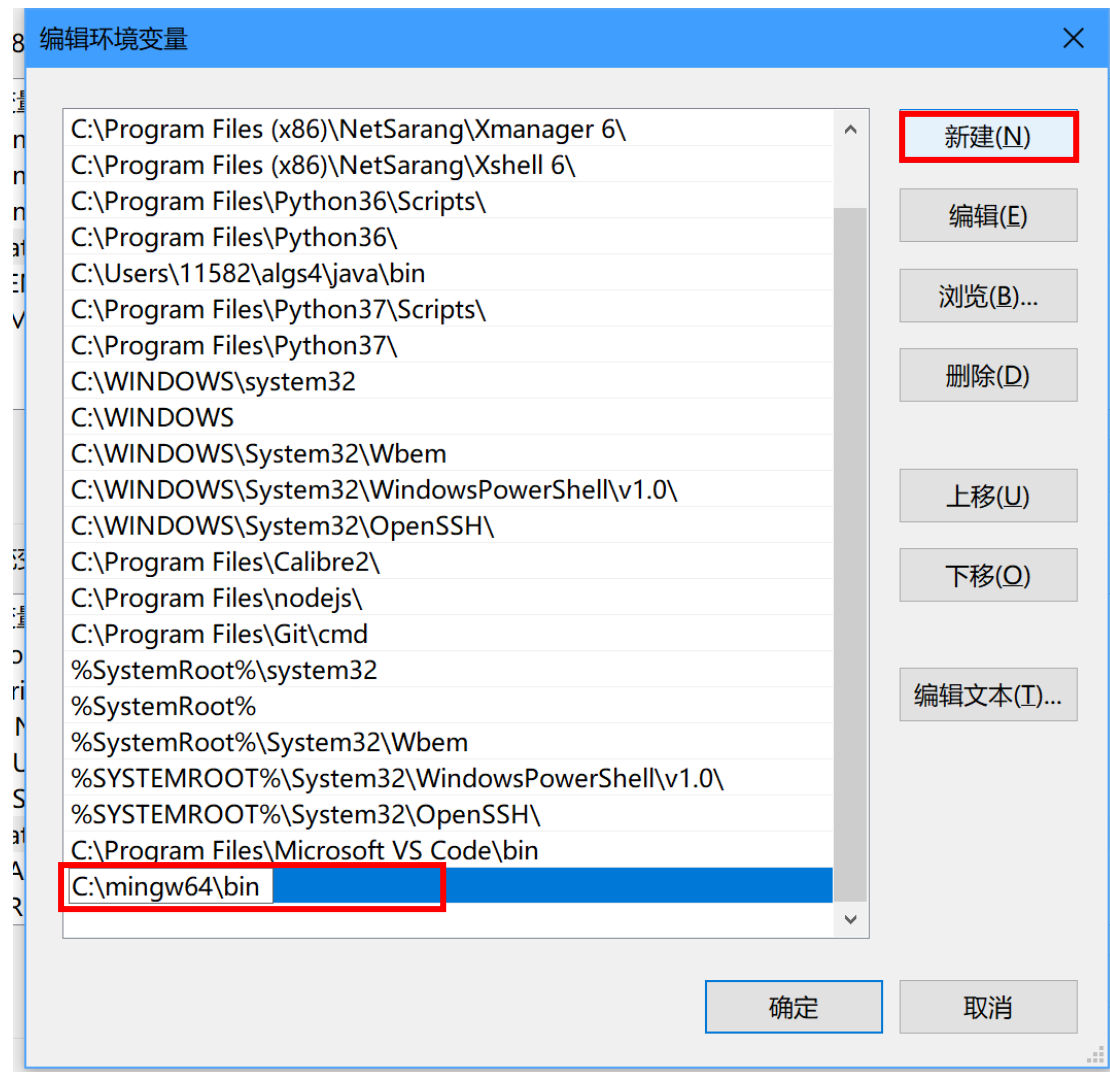 编辑环境变量
C:\Program Files (x86)\NetSarang\Xmanager 6\
C:\Program Files (x86)\NetSarang\Xshell 6\
C:\Program Files\Python36\Scripts\
C:\Program Files\Python36\
C:\Users\11582\algs4\java\bin
C:\Program Files\Python37\Scripts\
C:\Program Files\Python37\
C:\WINDOWS\system32
C:\WINDOWS
C:\WINDOWS\System32\Wbem
C:\WINDOWS\System32\WindowsPowerShell\v1.0\
C:\WINDOWS\System32\OpenSSH\
C:\Program Files\Calibre2\
C:\Program Files\nodejs\
C:\Program Files\Git\cmd
%SystemRoot%\system32
%SystemRoot%
%SystemRoot%\System32\Wbem
%SYSTEMROOT%\System32\WindowsPowerShell\v1.0\
%SYSTEMROOT%\System32\OpenSSH\
C:\Program Files\Microsoft VS Code\bin
C:\mingw64\bin
新建(N)
编辑(E)
浏览(B)...
删除(D)
上移(U)
下移(O)
编辑文本(T)...
确定
取消